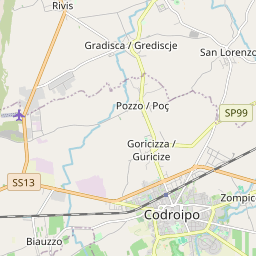 Rivis
Gradisca / Grediscje
San Lorenzo
Pozzo / Poç
SP99
Goricizza /
Guricize
SS13
Zompic
Codroipo
Biauzzo